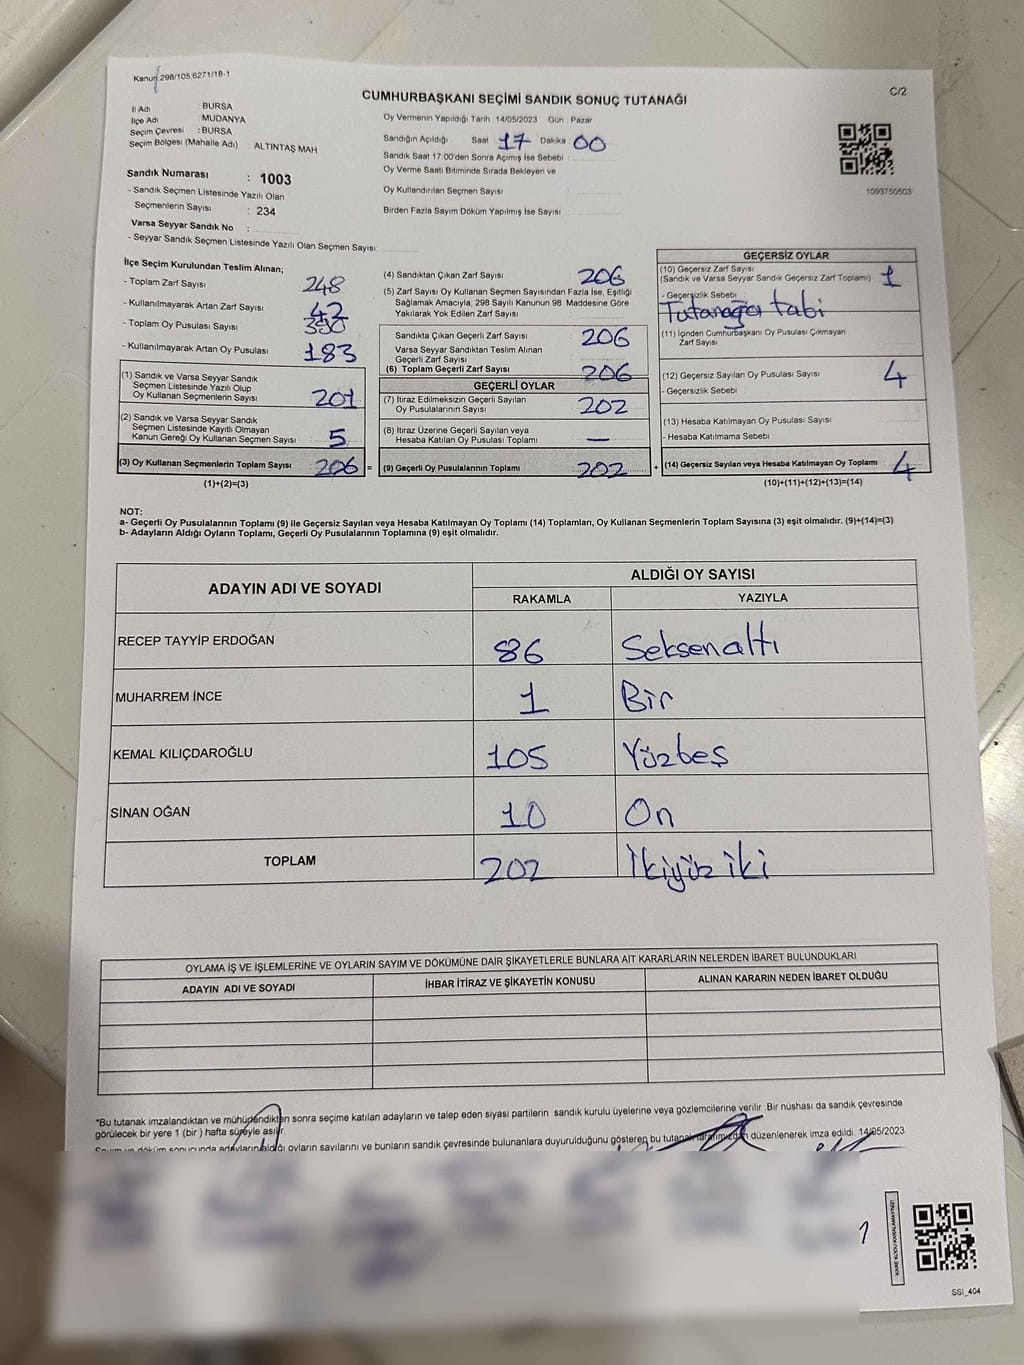 Kanun 298/105,6271/18-1
C/2
CUMHURBAŞKANI SEÇİMİ SANDIK SONUÇ TUTANAĞI
İl Adı : BURSA
İlçe Adı : MUDANYA
Seçim Çevresi : BURSA
Seçim Bölgesi (Mahalle Adı) : ALTINTAŞ MAH.
Oy Vermenin Yapıldığı Tarih 14/05/2023 Gün : Pazar
Sandığın Açıldığı Saat 17 Dakika 00
Sandık Saat 17:00'den Sonra Açılmış İse Sebebi :
Oy Verme Saati Bitiminde Sırada Bekleyen ve
Oy Kullandırılan Seçmen Sayısı
Birden Fazla Sayım Döküm Yapılmış İse Sayısı
1093750503
Sandık Numarası : 1003
- Sandık Seçmen Listesinde Yazılı Olan
Seçmenlerin Sayısı : 234
Varsa Seyyar Sandık No :
- Seyyar Sandık Seçmen Listesinde Yazılı Olan Seçmen Sayısı:
İlçe Seçim Kurulundan Teslim Alınan;
- Toplam Zarf Sayısı 248
- Kullanılmayarak Artan Zarf Sayısı 42
- Toplam Oy Pusulası Sayısı
- Kullanılmayarak Artan Oy Pusulası 183
(1) Sandık ve Varsa Seyyar Sandık
Seçmen Listesinde Yazılı Olup
Oy Kullanan Seçmenlerin Sayısı 201
(2) Sandık ve Varsa Seyyar Sandık
Seçmen Listesinde Kayıtlı Olmayan
Kanun Gereği Oy Kullanan Seçmen Sayısı 5
(3) Oy Kullanan Seçmenlerin Toplam Sayısı : 206 =
(1)+(2)=(3)
(4) Sandıktan Çıkan Zarf Sayısı 206
(5) Zarf Sayısı Oy Kullanan Seçmen Sayısından Fazla İse, Eşitliği
Sağlamak Amacıyla, 298 Sayılı Kanunun 98. Maddesine Göre
Yakılarak Yok Edilen Zarf Sayısı
Sandıkta Çıkan Geçerli Zarf Sayısı 206
Varsa Seyyar Sandıktan Teslim Alınan
Geçerli Zarf Sayısı
(6) Toplam Geçerli Zarf Sayısı 206
GEÇERLİ OYLAR
(7) İtiraz Edilmeksizin Geçerli Sayılan
Oy Pusulalarının Sayısı 202
(8) İtiraz Üzerine Geçerli Sayılan veya
Hesaba Katılan Oy Pusulası Toplamı —
(9) Geçerli Oy Pusulalarının Toplamı 202 +
GEÇERSİZ OYLAR
(10) Geçersiz Zarf Sayısı
(Sandık ve Varsa Seyyar Sandık Geçersiz Zarf Toplamı) 1
- Geçersizlik Sebebi
Tutanağa tabi
(11) İçinden Cumhurbaşkanı Oy Pusulası Çıkmayan
Zarf Sayısı
(12) Geçersiz Sayılan Oy Pusulası Sayısı 4
- Geçersizlik Sebebi
(13) Hesaba Katılmayan Oy Pusulası Sayısı
- Hesaba Katılmama Sebebi
(14) Geçersiz Sayılan veya Hesaba Katılmayan Oy Toplamı 4
(10)+(11)+(12)+(13)=(14)
NOT:
a- Geçerli Oy Pusulalarının Toplamı (9) ile Geçersiz Sayılan veya Hesaba Katılmayan Oy Toplamı (14) Toplamları, Oy Kullanan Seçmenlerin Toplam Sayısına (3) eşit olmalıdır. (9)+(14)=(3)
b- Adayların Aldığı Oyların Toplamı, Geçerli Oy Pusulalarının Toplamına (9) eşit olmalıdır.
ADAYIN ADI VE SOYADI ALDIĞI OY SAYISI
RAKAMLA YAZIYLA
RECEP TAYYİP ERDOĞAN 86 Seksenaltı
MUHARREM İNCE 1 Bir
KEMAL KILIÇDAROĞLU 105 Yüzbeş
SİNAN OĞAN 10 On
TOPLAM 202 İkiyüz iki
OYLAMA İŞ VE İŞLEMLERİNE VE OYLARIN SAYIM VE DÖKÜMÜNE DAİR ŞİKAYETLERLE BUNLARA AİT KARARLARIN NELERDEN İBARET BULUNDUKLARI
ADAYIN ADI VE SOYADI İHBAR İTİRAZ VE ŞİKAYETİN KONUSU ALINAN KARARIN NEDEN İBARET OLDUĞU
*Bu tutanak imzalandıktan ve mühürlendikten sonra seçime katılan adayların ve talep eden siyasi partilerin sandık kurulu üyelerine veya gözlemcilerine verilir. Bir nüshası da sandık çevresinde
görülecek bir yere 1 (bir) hafta süreyle asılır.
Sayım ve döküm sonucunda adayların aldığı oyların sayılarını ve bunların sandık çevresinde bulunanlara duyurulduğunu gösteren bu tutanak tarafımızdan düzenlenerek imza edildi. 14/05/2023
KARE KODU KARALAMAYINIZ!
SSI_404